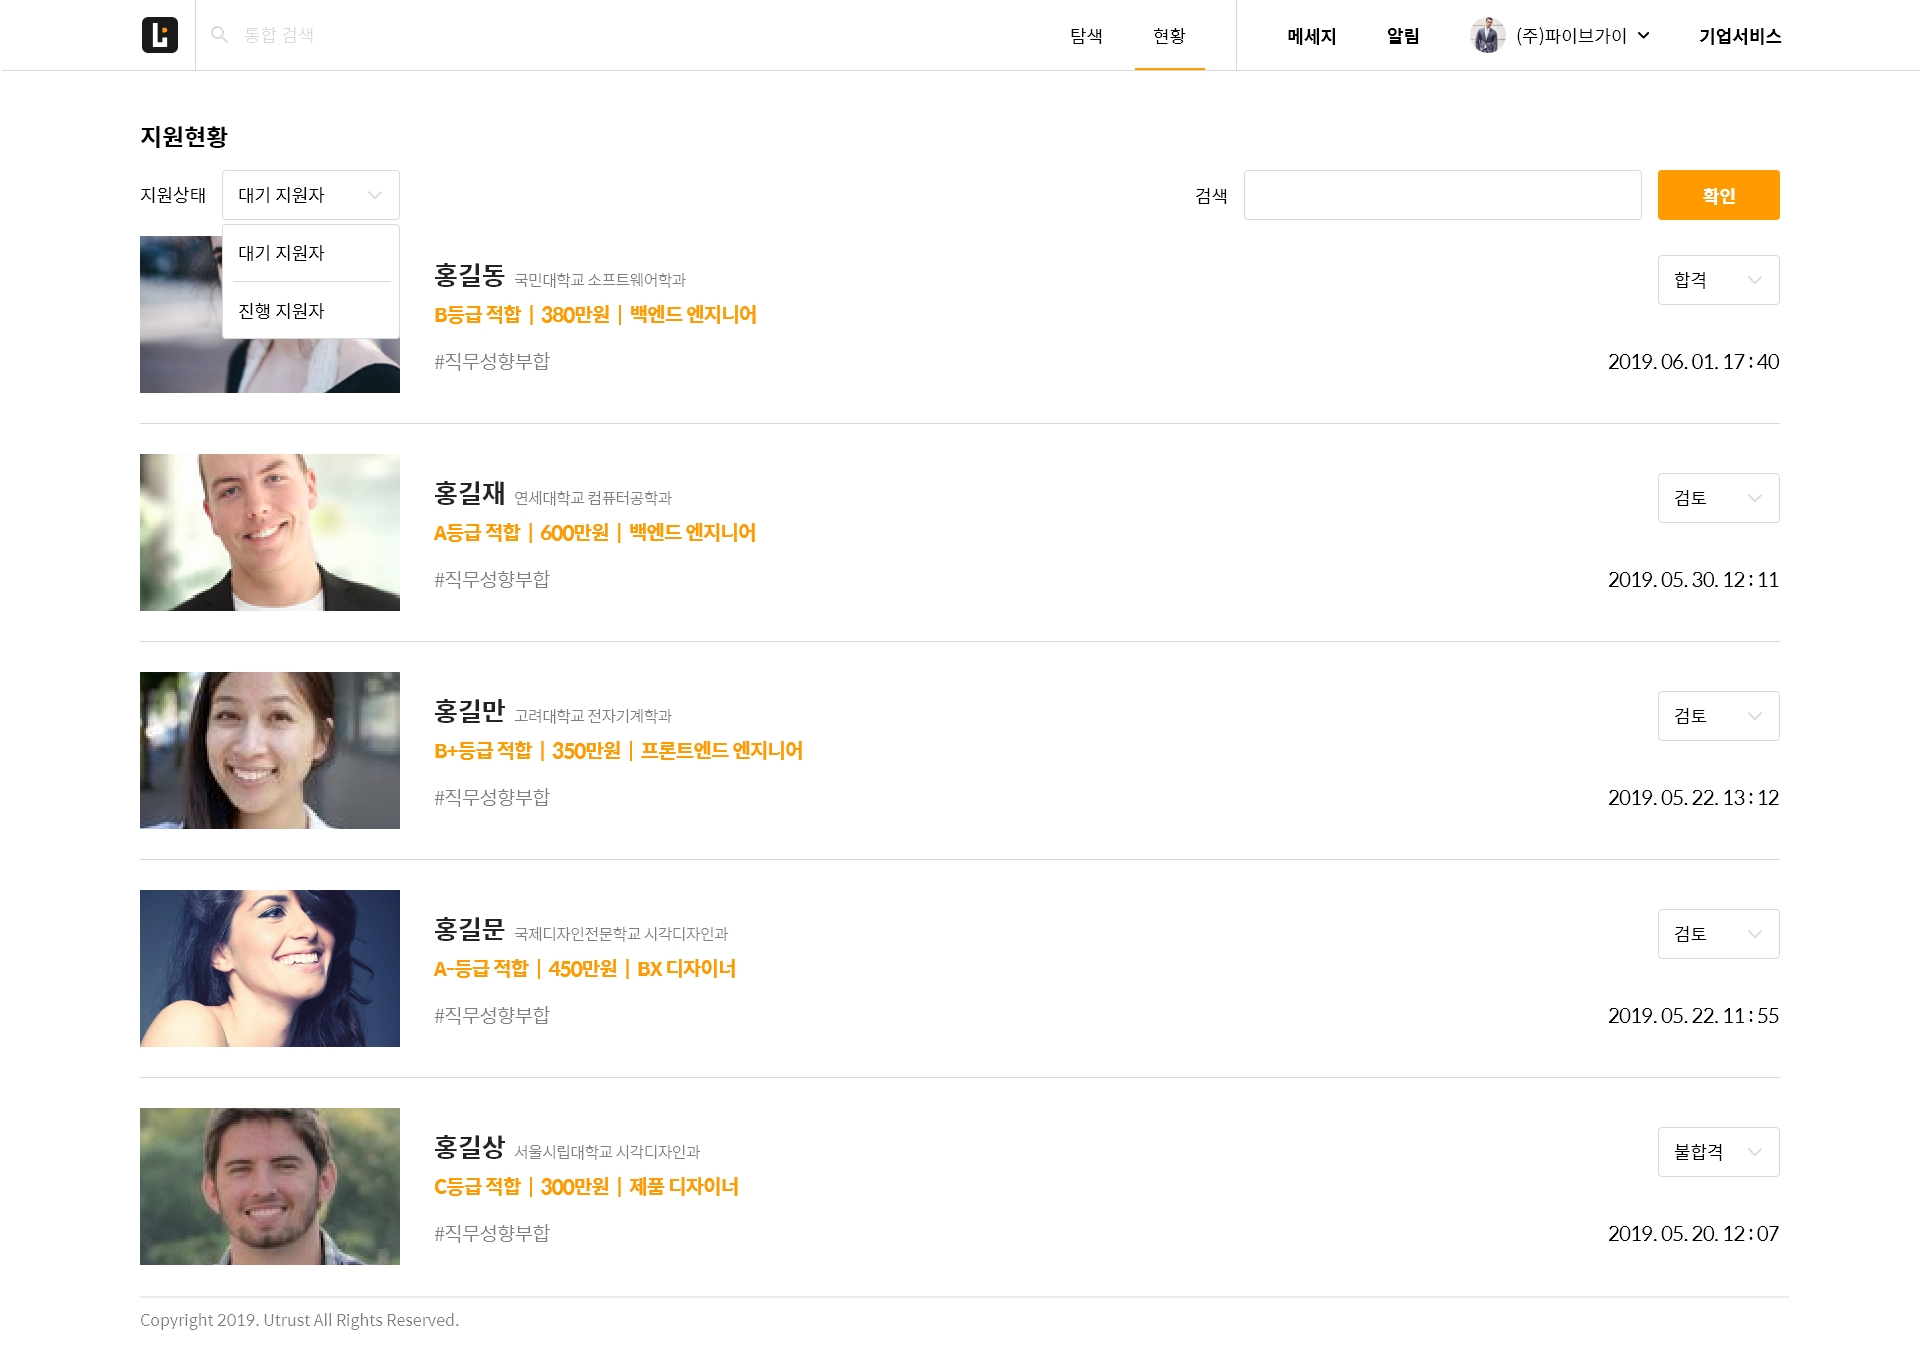 통합 검색
탐색
현황
메세지
알림
(주)파이브가이
기업서비스
지원현황
지원상태
대기 지원자
검색
확인
대기 지원자
진행 지원자
홍길동 국민대학교 소프트웨어학과
합격
B등급 적합 | 380만원 | 백엔드 엔지니어
#직무성향부합
2019. 06. 01. 17 : 40
홍길재 연세대학교 컴퓨터공학과
검토
A등급 적합 | 600만원 | 백엔드 엔지니어
#직무성향부합
2019. 05. 30. 12 : 11
홍길만 고려대학교 전자기계학과
검토
B+등급 적합 | 350만원 | 프론트엔드 엔지니어
#직무성향부합
2019. 05. 22. 13 : 12
홍길문 국제디자인전문학교 시각디자인과
검토
A-등급 적합 | 450만원 | BX 디자이너
#직무성향부합
2019. 05. 22. 11 : 55
홍길상 서울시립대학교 시각디자인과
불합격
C등급 적합 | 300만원 | 제품 디자이너
#직무성향부합
2019. 05. 20. 12 : 07
Copyright 2019. Utrust All Rights Reserved.